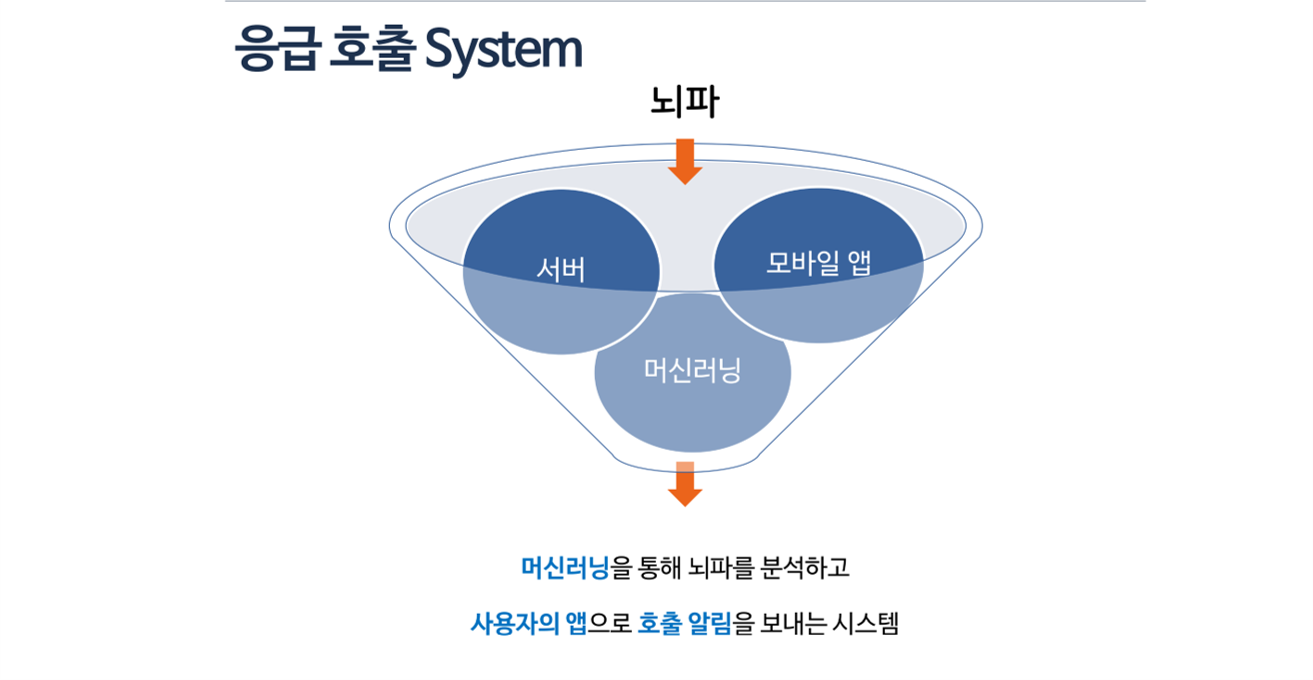 응급 호출 System
뇌파
서버
모바일 앱
머신러닝
머신러닝을 통해 뇌파를 분석하고
사용자의 앱으로 호출 알림을 보내는 시스템